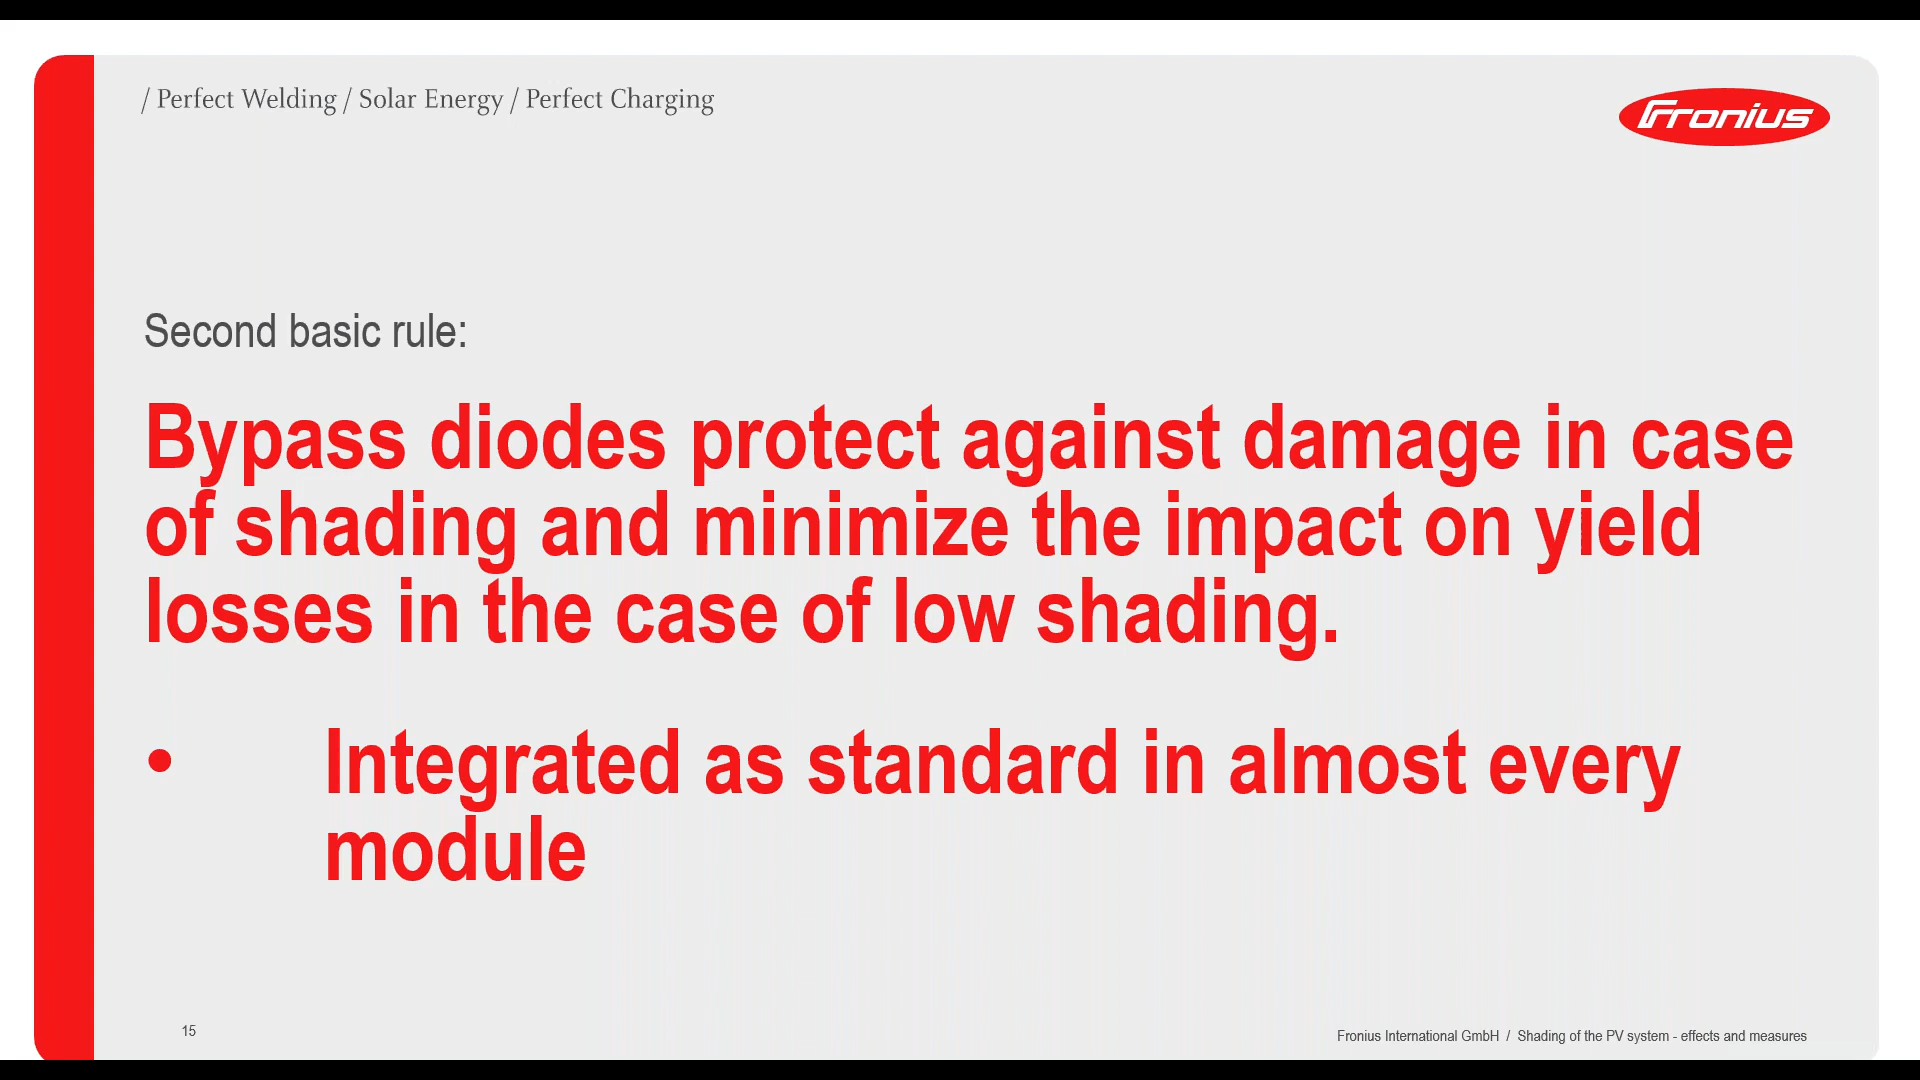 / Perfect Welding / Solar Energy / Perfect Charging
Fronius
Second basic rule:
Bypass diodes protect against damage in case
of shading and minimize the impact on yield
losses in the case of low shading.
• Integrated as standard in almost every
module
15
Fronius International GmbH / Shading of the PV system - effects and measures